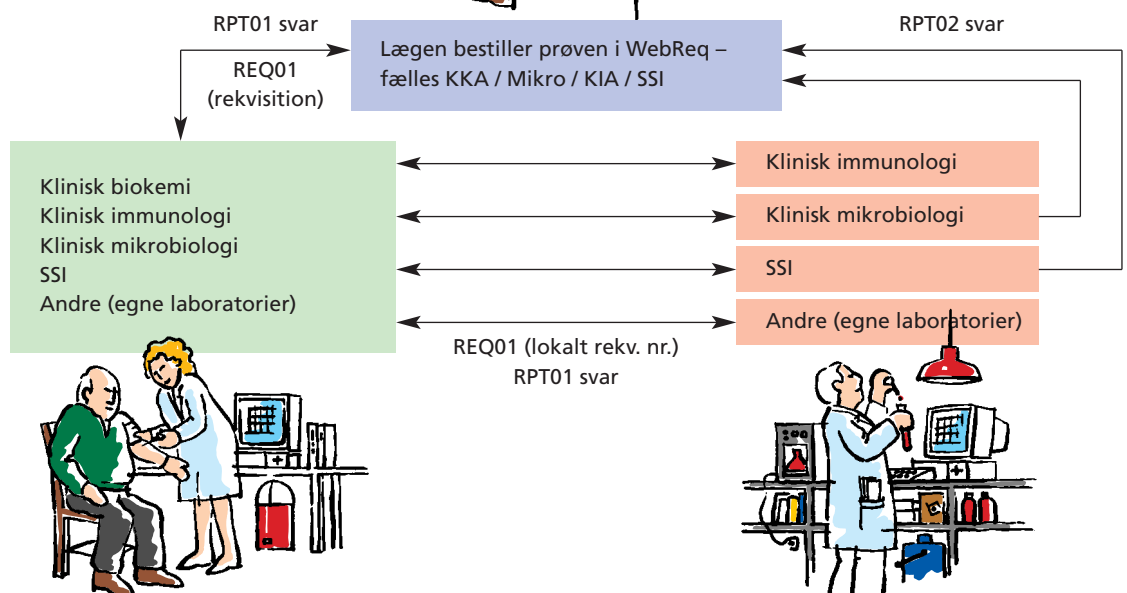 RPT01 svar
RPT02 svar
Lægen bestiller prøven i WebReq –
fælles KKA / Mikro / KIA / SSI
REQ01
(rekvisition)
Klinisk biokemi
Klinisk immunologi
Klinisk mikrobiologi
SSI
Andre (egne laboratorier)
Klinisk immunologi
Klinisk mikrobiologi
SSI
Andre (egne laboratorier)
REQ01 (lokalt rekv. nr.)
RPT01 svar